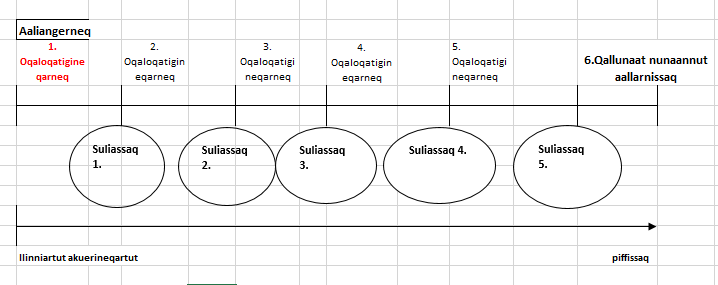 Aaliangerneq
1.
Oqaloqatigine
qarneq
2.
Oqaloqatigin
eqarneq
3.
Oqaloqatigi
neqarneq
4.
Oqaloqatigin
eqarneq
5.
Oqaloqatigi
neqarneq
6.Qallunaat nunaannut
aallarnissaq
Suliassaq
1.
Suliassaq
2.
Suliassaq
3.
Suliassaq 4.
Suliassaq
5.
Ilinniartut akuerineqartut
piffissaq